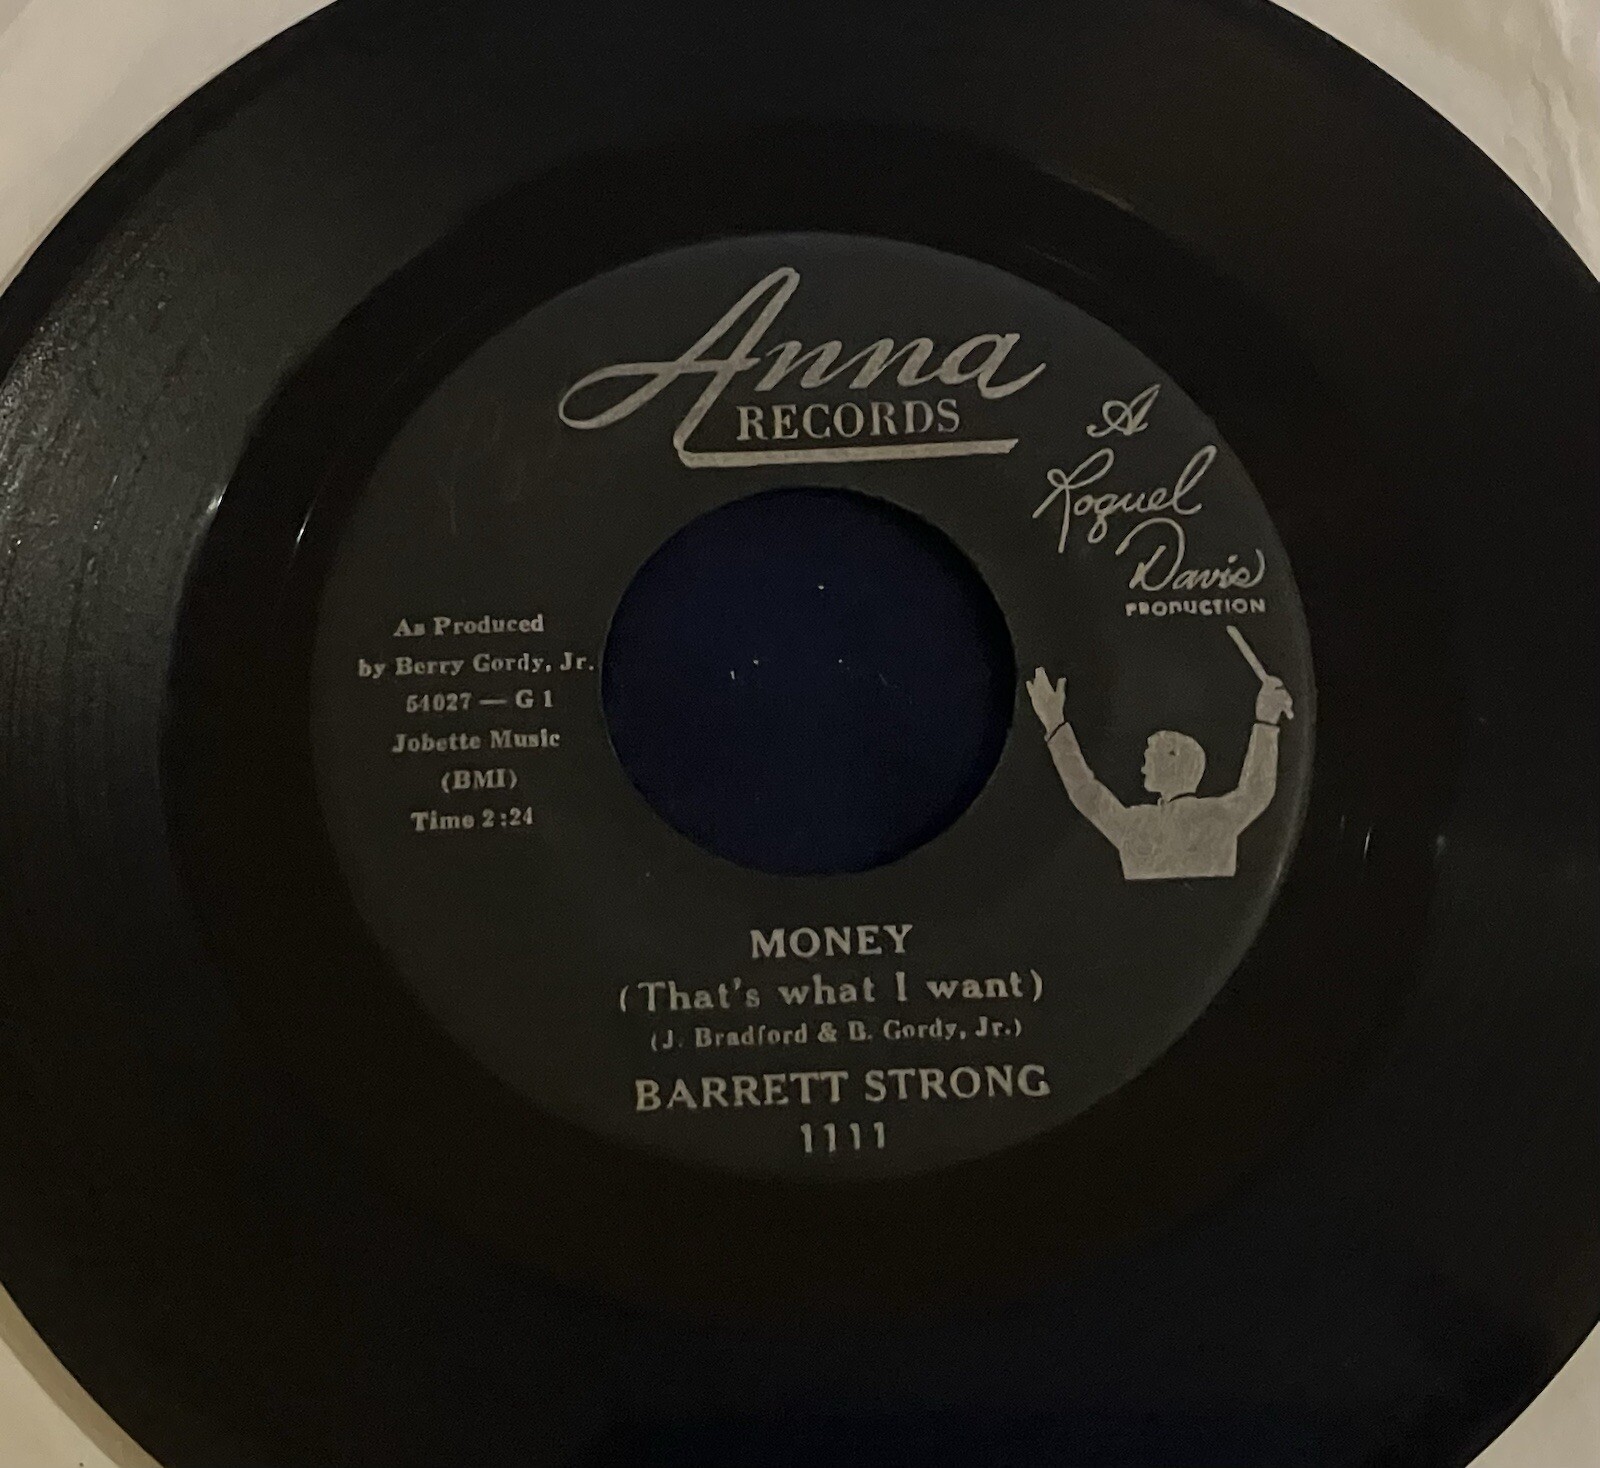 Anna
RECORDS
A
Roquel
Davis
PRODUCTION
As Produced
by Berry Gordy, Jr.
54027 — G 1
Jobette Music
(BMI)
Time 2:24
MONEY
(That's what I want)
(J. Bradford & B. Gordy, Jr.)
BARRETT STRONG
1111